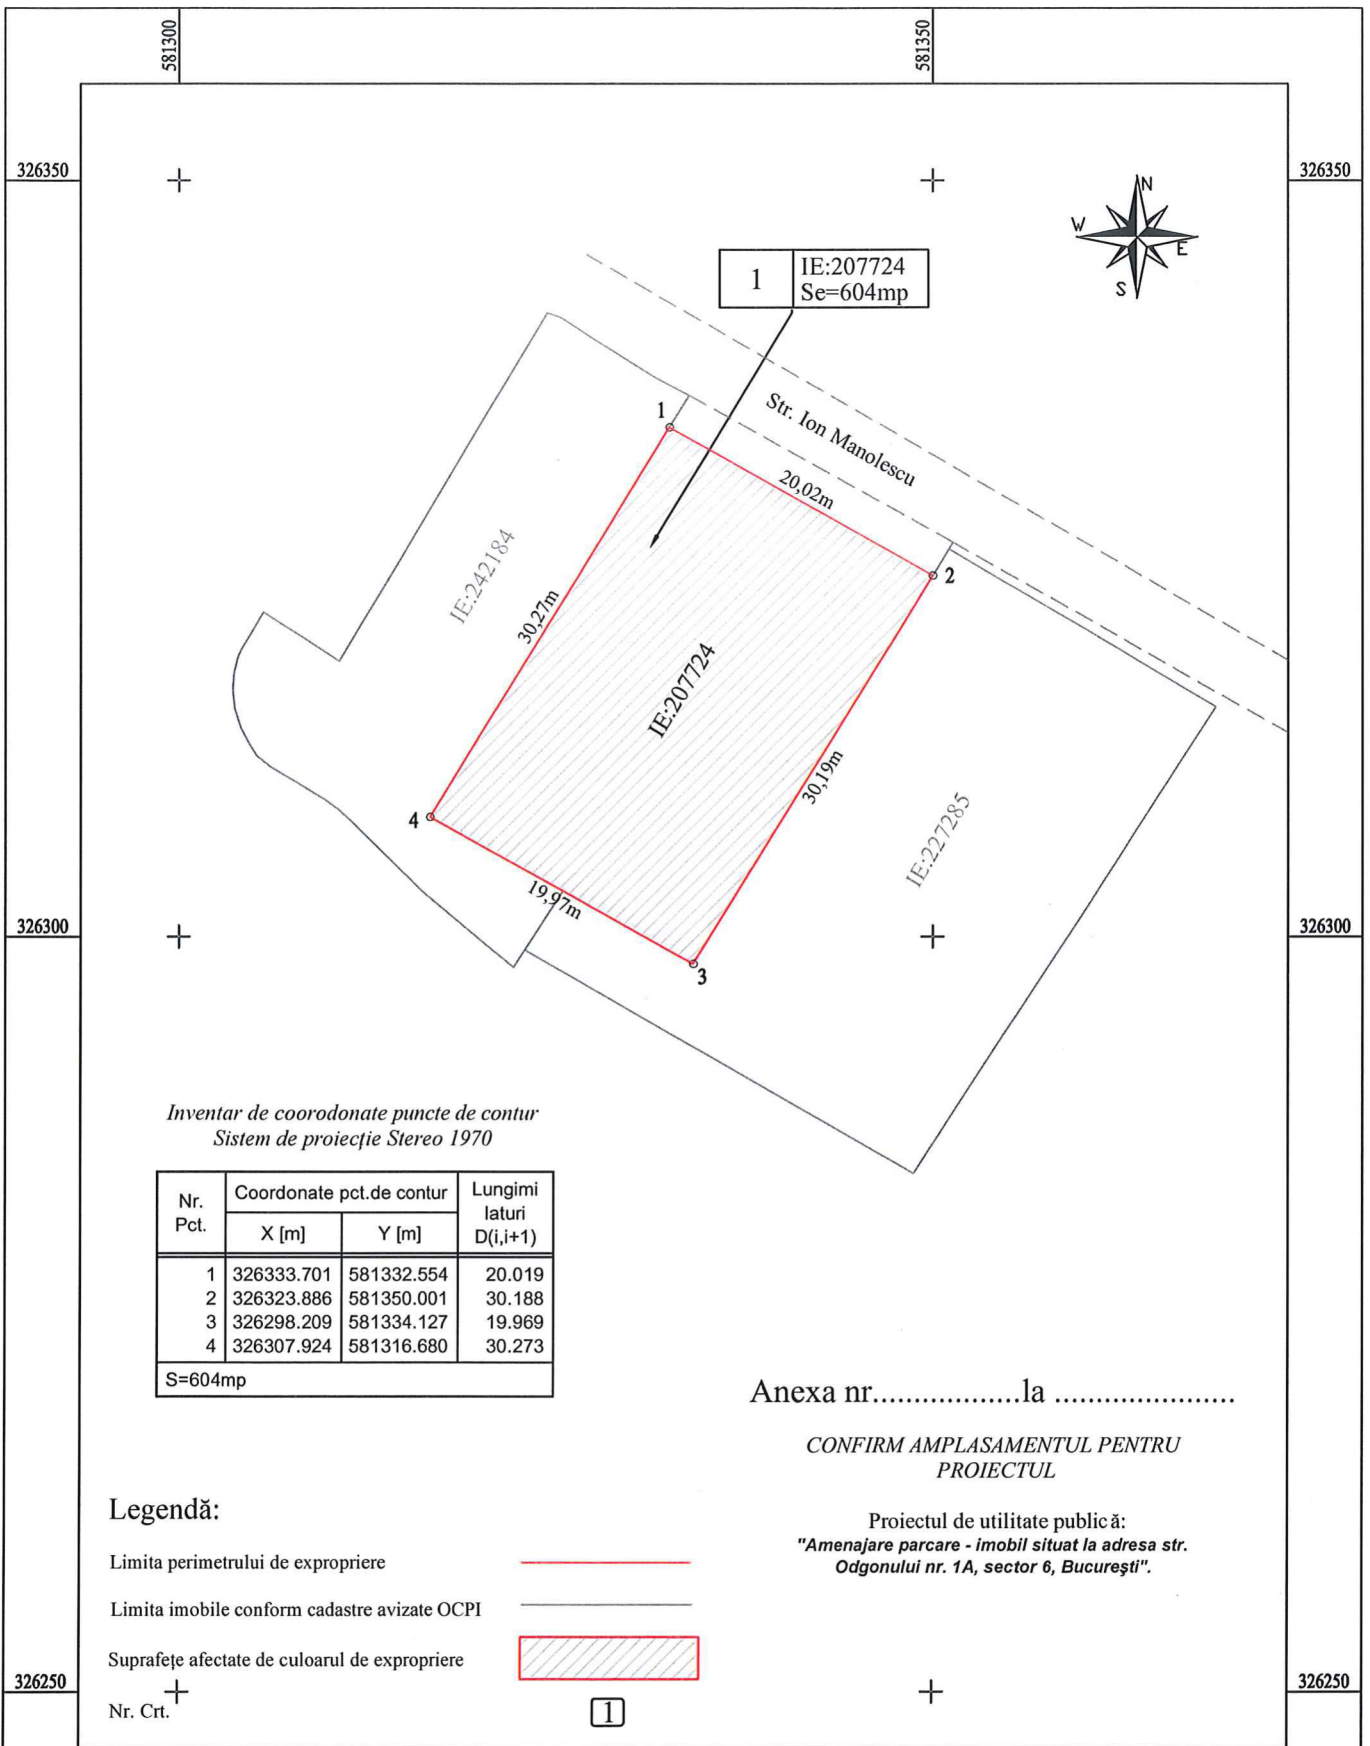 581300
581350
326350
326350
N
W
E
S
1
IE:207724
Se=604mp
Str. Ion Manolescu
1
20,02m
2
IE:242184
30,27m
IE:207724
30,19m
IE:227285
4
19,97m
3
326300
326300
Inventar de coorodonate puncte de contur
Sistem de proiecție Stereo 1970
Nr. Pct. Coordonate pct.de contur Lungimi laturi D(i,i+1)
X [m] Y [m]
1 326333.701 581332.554 20.019
2 326323.886 581350.001 30.188
3 326298.209 581334.127 19.969
4 326307.924 581316.680 30.273
S=604mp
Anexa nr..................la ......................
CONFIRM AMPLASAMENTUL PENTRU
PROIECTUL
Proiectul de utilitate publică:
"Amenajare parcare - imobil situat la adresa str.
Odgonului nr. 1A, sector 6, Bucureşti".
Legendă:
Limita perimetrului de expropriere
Limita imobile conform cadastre avizate OCPI
Suprafețe afectate de culoarul de expropriere
326250
326250
Nr. Crt.
1